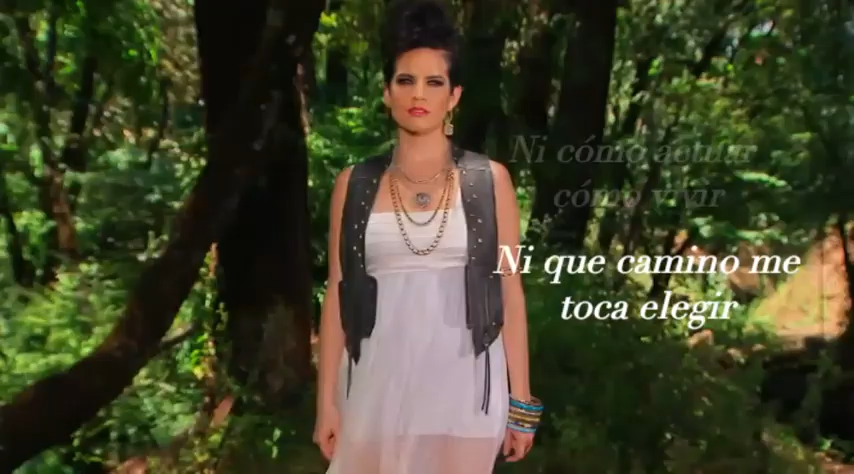 Ni cómo actuar
cómo vivir
Ni que camino me
toca elegir